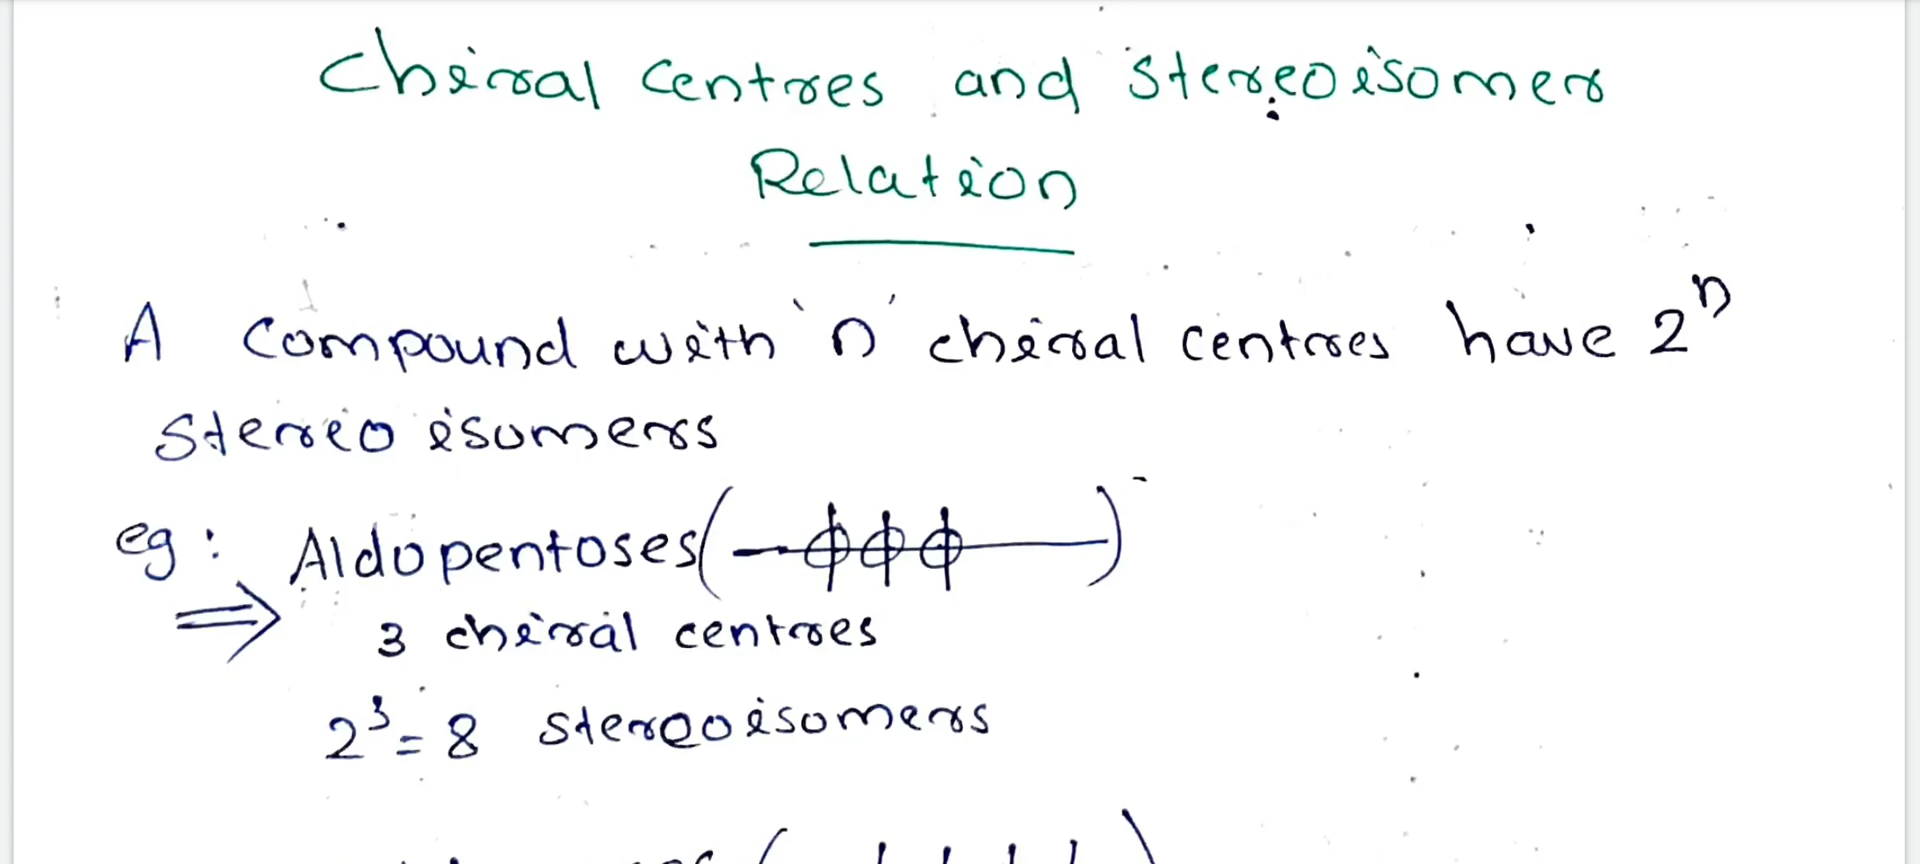 Chiral Centres and Stereoisomer
Relation
A Compound with 'n' chiral centres have 2ⁿ
Stereo isomers
eg: Aldopentoses( )
⇒ 3 chiral centres
2³ = 8 stereoisomers